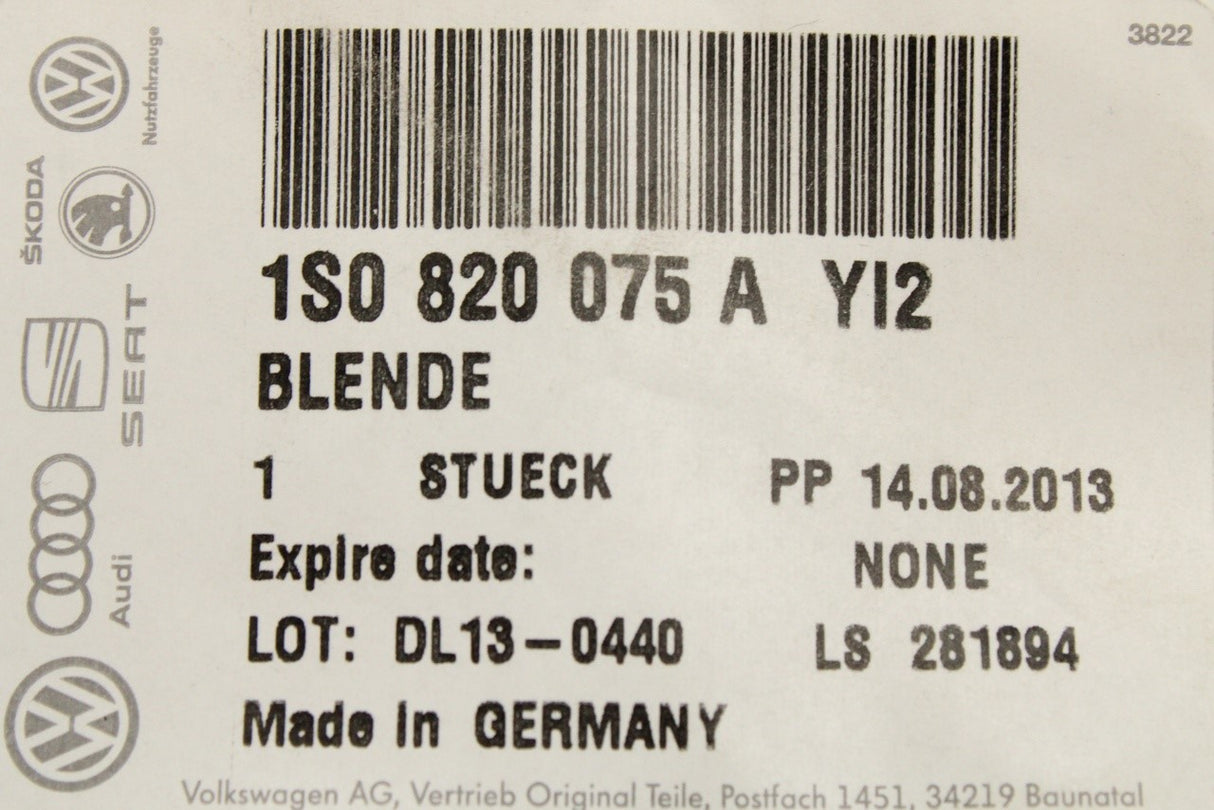 3822
1S0 820 075 A YI2
BLENDE
1 STUECK PP 14.08.2013
Expire date: NONE
LOT: DL13-0440 LS 281894
Made in GERMANY
Volkswagen AG, Vertrieb Original Teile, Postfach 1451, 34219 Baunatal
Nutzfahrzeuge
ŠKODA
SEAT
Audi